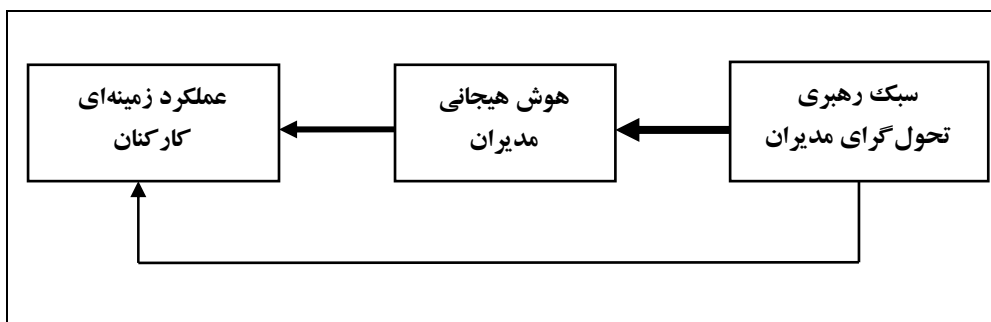 سبک رهبری
تحول‌گرای مدیران
هوش هیجانی
مدیران
عملکرد زمینه‌ای
کارکنان